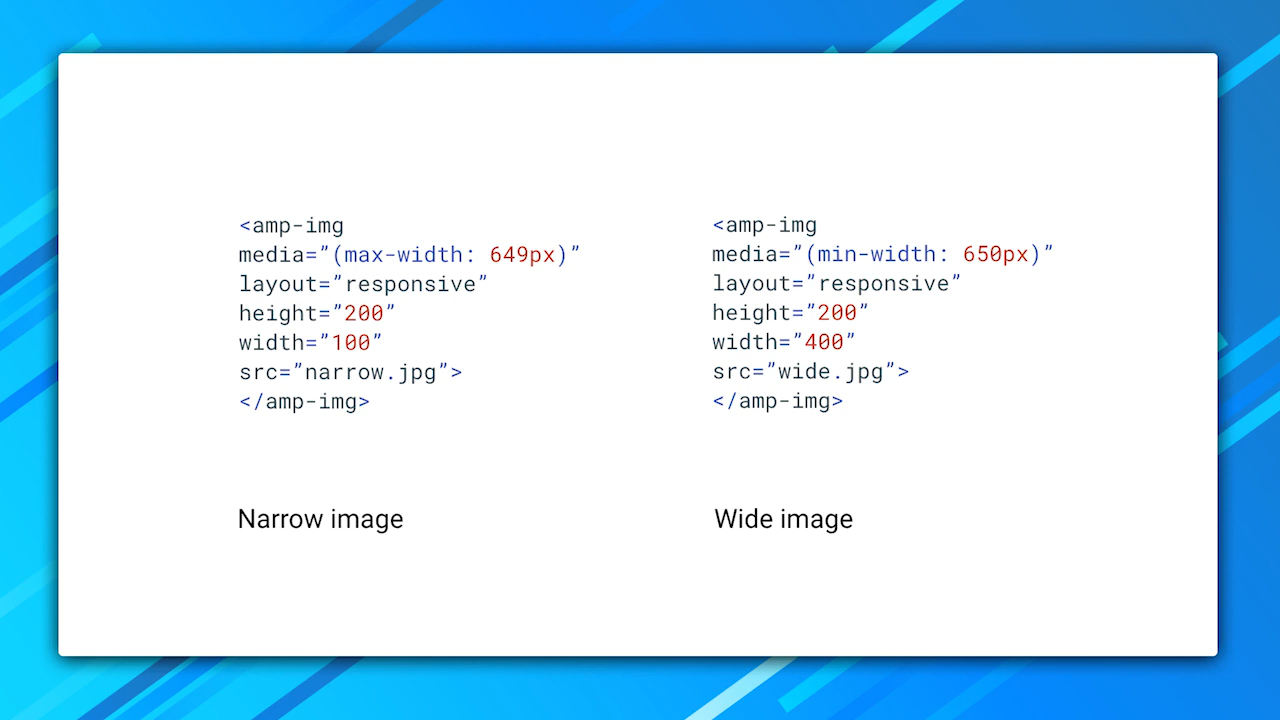 <amp-img
media=”(max-width: 649px)”
layout=”responsive”
height=”200”
width=”100”
src=”narrow.jpg”>
</amp-img>
Narrow image
<amp-img
media=”(min-width: 650px)”
layout=”responsive”
height=”200”
width=”400”
src=”wide.jpg”>
</amp-img>
Wide image